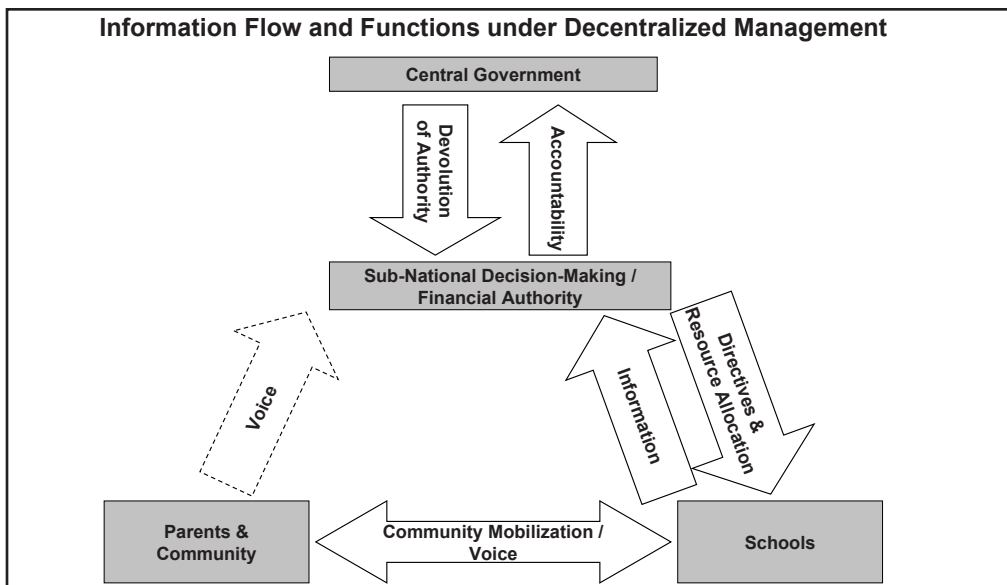 Information Flow and Functions under Decentralized Management
Central Government
Devolution
of Authority
Accountability
Sub-National Decision-Making /
Financial Authority
Voice
Information
Directives &
Resource Allocation
Parents &
Community
Community Mobilization /
Voice
Schools